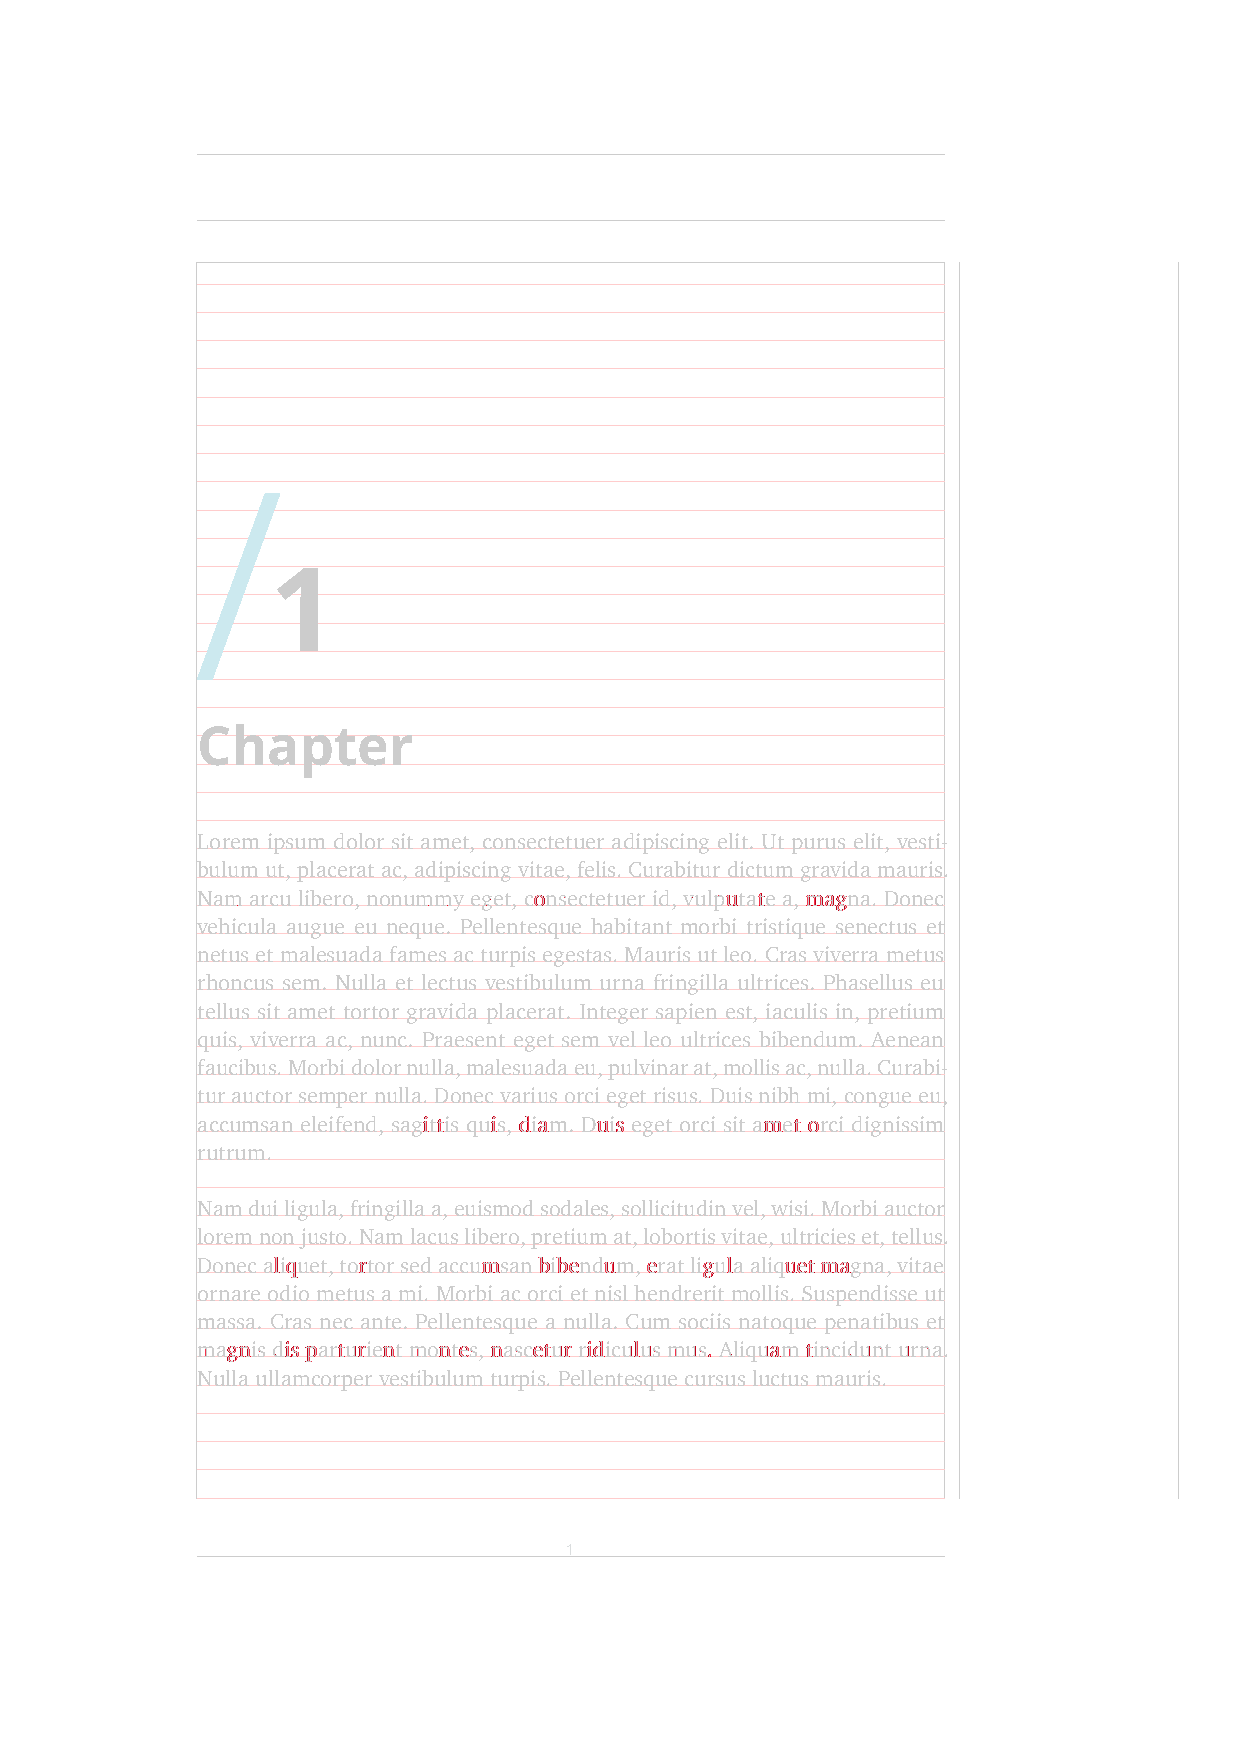 /1
Chapter
Lorem ipsum dolor sit amet, consectetuer adipiscing elit. Ut purus elit, vesti-
bulum ut, placerat ac, adipiscing vitae, felis. Curabitur dictum gravida mauris.
Nam arcu libero, nonummy eget, consectetuer id, vulputate a, magna. Donec
vehicula augue eu neque. Pellentesque habitant morbi tristique senectus et
netus et malesuada fames ac turpis egestas. Mauris ut leo. Cras viverra metus
rhoncus sem. Nulla et lectus vestibulum urna fringilla ultrices. Phasellus eu
tellus sit amet tortor gravida placerat. Integer sapien est, iaculis in, pretium
quis, viverra ac, nunc. Praesent eget sem vel leo ultrices bibendum. Aenean
faucibus. Morbi dolor nulla, malesuada eu, pulvinar at, mollis ac, nulla. Curabi-
tur auctor semper nulla. Donec varius orci eget risus. Duis nibh mi, congue eu,
accumsan eleifend, sagittis quis, diam. Duis eget orci sit amet orci dignissim
rutrum.
Nam dui ligula, fringilla a, euismod sodales, sollicitudin vel, wisi. Morbi auctor
lorem non justo. Nam lacus libero, pretium at, lobortis vitae, ultricies et, tellus.
Donec aliquet, tortor sed accumsan bibendum, erat ligula aliquet magna, vitae
ornare odio metus a mi. Morbi ac orci et nisl hendrerit mollis. Suspendisse ut
massa. Cras nec ante. Pellentesque a nulla. Cum sociis natoque penatibus et
magnis dis parturient montes, nascetur ridiculus mus. Aliquam tincidunt urna.
Nulla ullamcorper vestibulum turpis. Pellentesque cursus luctus mauris.
1